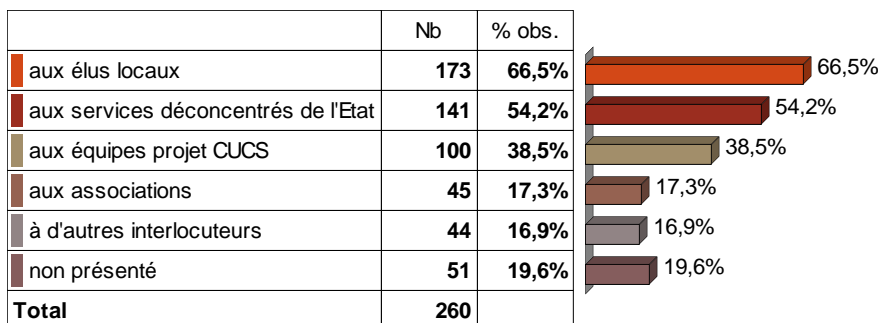 Nb % obs.
aux élus locaux 173 66,5% 66,5%
aux services déconcentrés de l'Etat 141 54,2% 54,2%
aux équipes projet CUCS 100 38,5% 38,5%
aux associations 45 17,3% 17,3%
à d'autres interlocuteurs 44 16,9% 16,9%
non présenté 51 19,6% 19,6%
Total 260